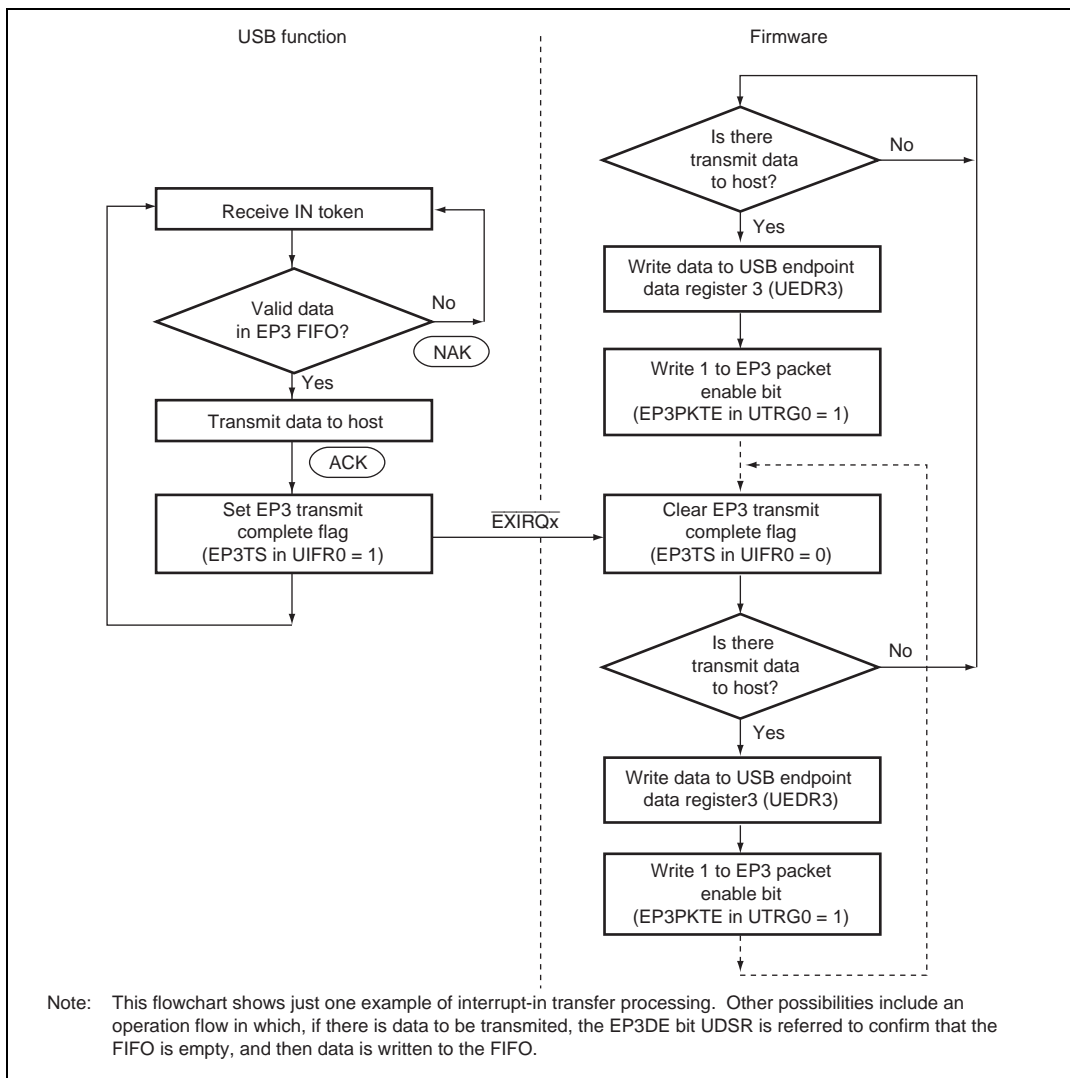 USB function
Firmware
Receive IN token
Valid data
in EP3 FIFO?
No
NAK
Yes
Transmit data to host
ACK
Set EP3 transmit
complete flag
(EP3TS in UIFR0 = 1)
EXIRQx
Is there
transmit data
to host?
No
Yes
Write data to USB endpoint
data register 3 (UEDR3)
Write 1 to EP3 packet
enable bit
(EP3PKTE in UTRG0 = 1)
Clear EP3 transmit
complete flag
(EP3TS in UIFR0 = 0)
Is there
transmit data
to host?
No
Yes
Write data to USB endpoint
data register3 (UEDR3)
Write 1 to EP3 packet
enable bit
(EP3PKTE in UTRG0 = 1)
Note: This flowchart shows just one example of interrupt-in transfer processing. Other possibilities include an
operation flow in which, if there is data to be transmitted, the EP3DE bit UDSR is referred to confirm that the
FIFO is empty, and then data is written to the FIFO.